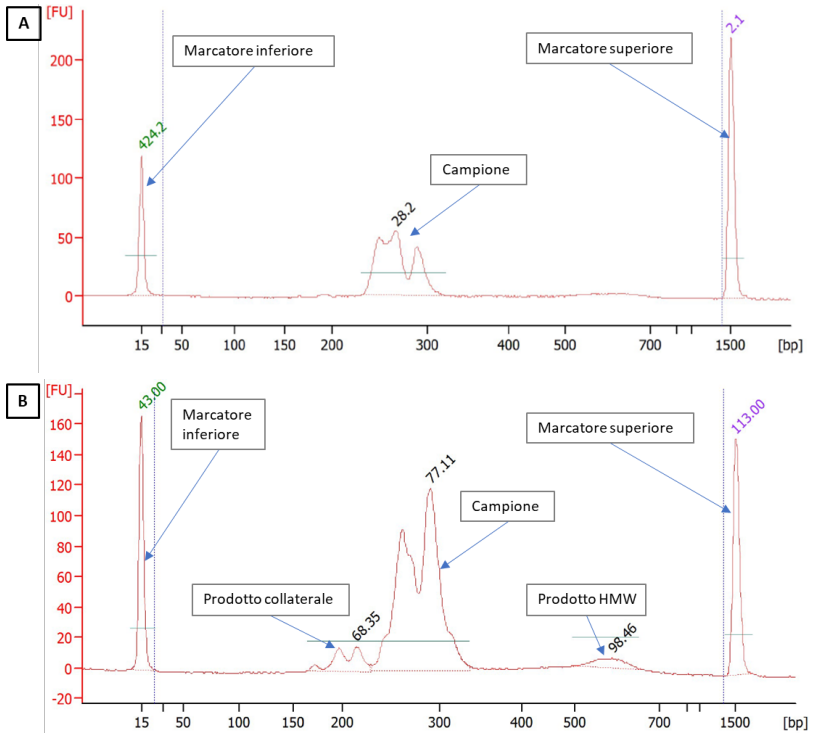 A
[FU]
Marcatore inferiore
Marcatore superiore
2.1
424.2
200
150
100
Campione
28.2
50
0
15 50 100 150 200 300 400 500 700 1500 [bp]
B
[FU]
43.00
Marcatore
inferiore
Marcatore superiore
113.00
160
140
120
100
80
60
40
20
0
-20
77.11
Campione
Prodotto collaterale
68.35
Prodotto HMW
98.46
15 50 100 150 200 300 400 500 700 1500 [bp]